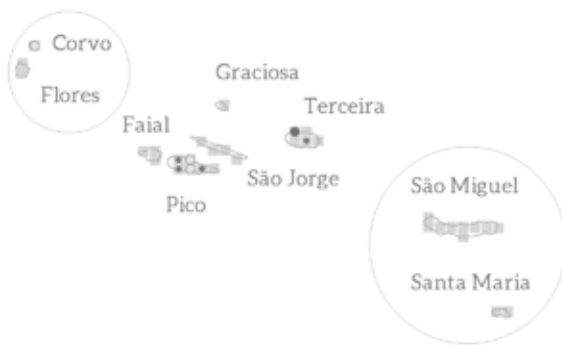 Corvo
Flores
Graciosa
Terceira
Faial
São Jorge
Pico
São Miguel
Santa Maria